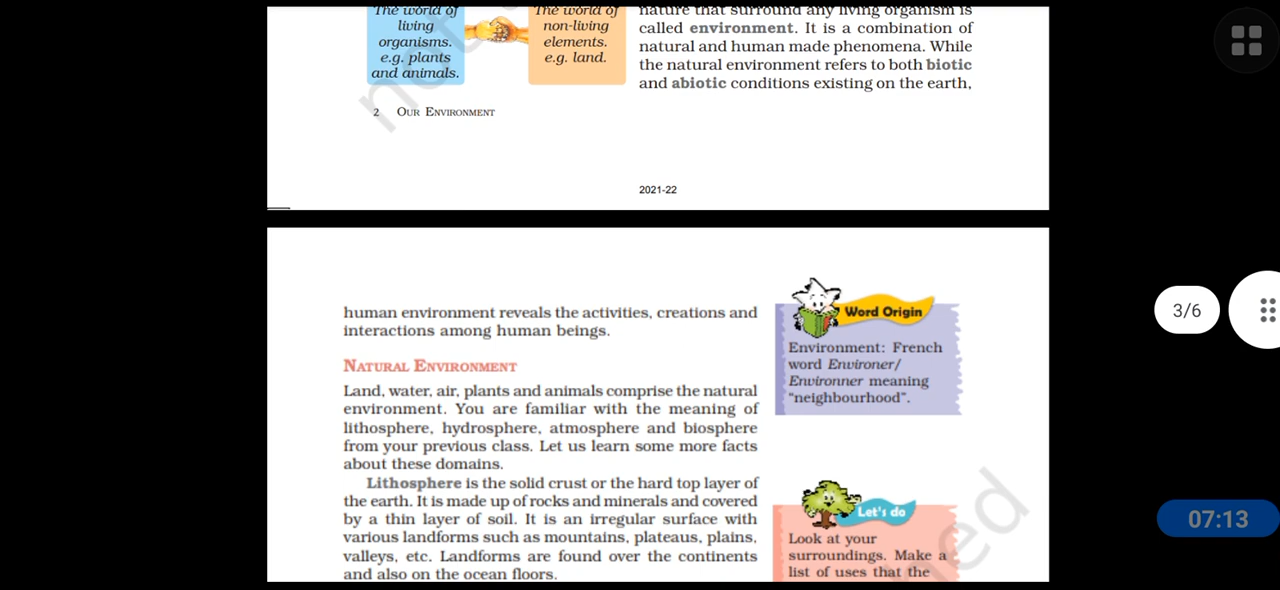 The world of
living
organisms.
e.g. plants
and animals.
The world of
non-living
elements.
e.g. land.
nature that surround any living organism is
called environment. It is a combination of
natural and human made phenomena. While
the natural environment refers to both biotic
and abiotic conditions existing on the earth,
2 OUR ENVIRONMENT
2021-22
human environment reveals the activities, creations and
interactions among human beings.
NATURAL ENVIRONMENT
Land, water, air, plants and animals comprise the natural
environment. You are familiar with the meaning of
lithosphere, hydrosphere, atmosphere and biosphere
from your previous class. Let us learn some more facts
about these domains.
Lithosphere is the solid crust or the hard top layer of
the earth. It is made up of rocks and minerals and covered
by a thin layer of soil. It is an irregular surface with
various landforms such as mountains, plateaus, plains,
valleys, etc. Landforms are found over the continents
and also on the ocean floors.
Word Origin
Environment: French
word Environer/
Environner meaning
"neighbourhood".
Let's do
Look at your
surroundings. Make a
list of uses that the
3/6
07:13